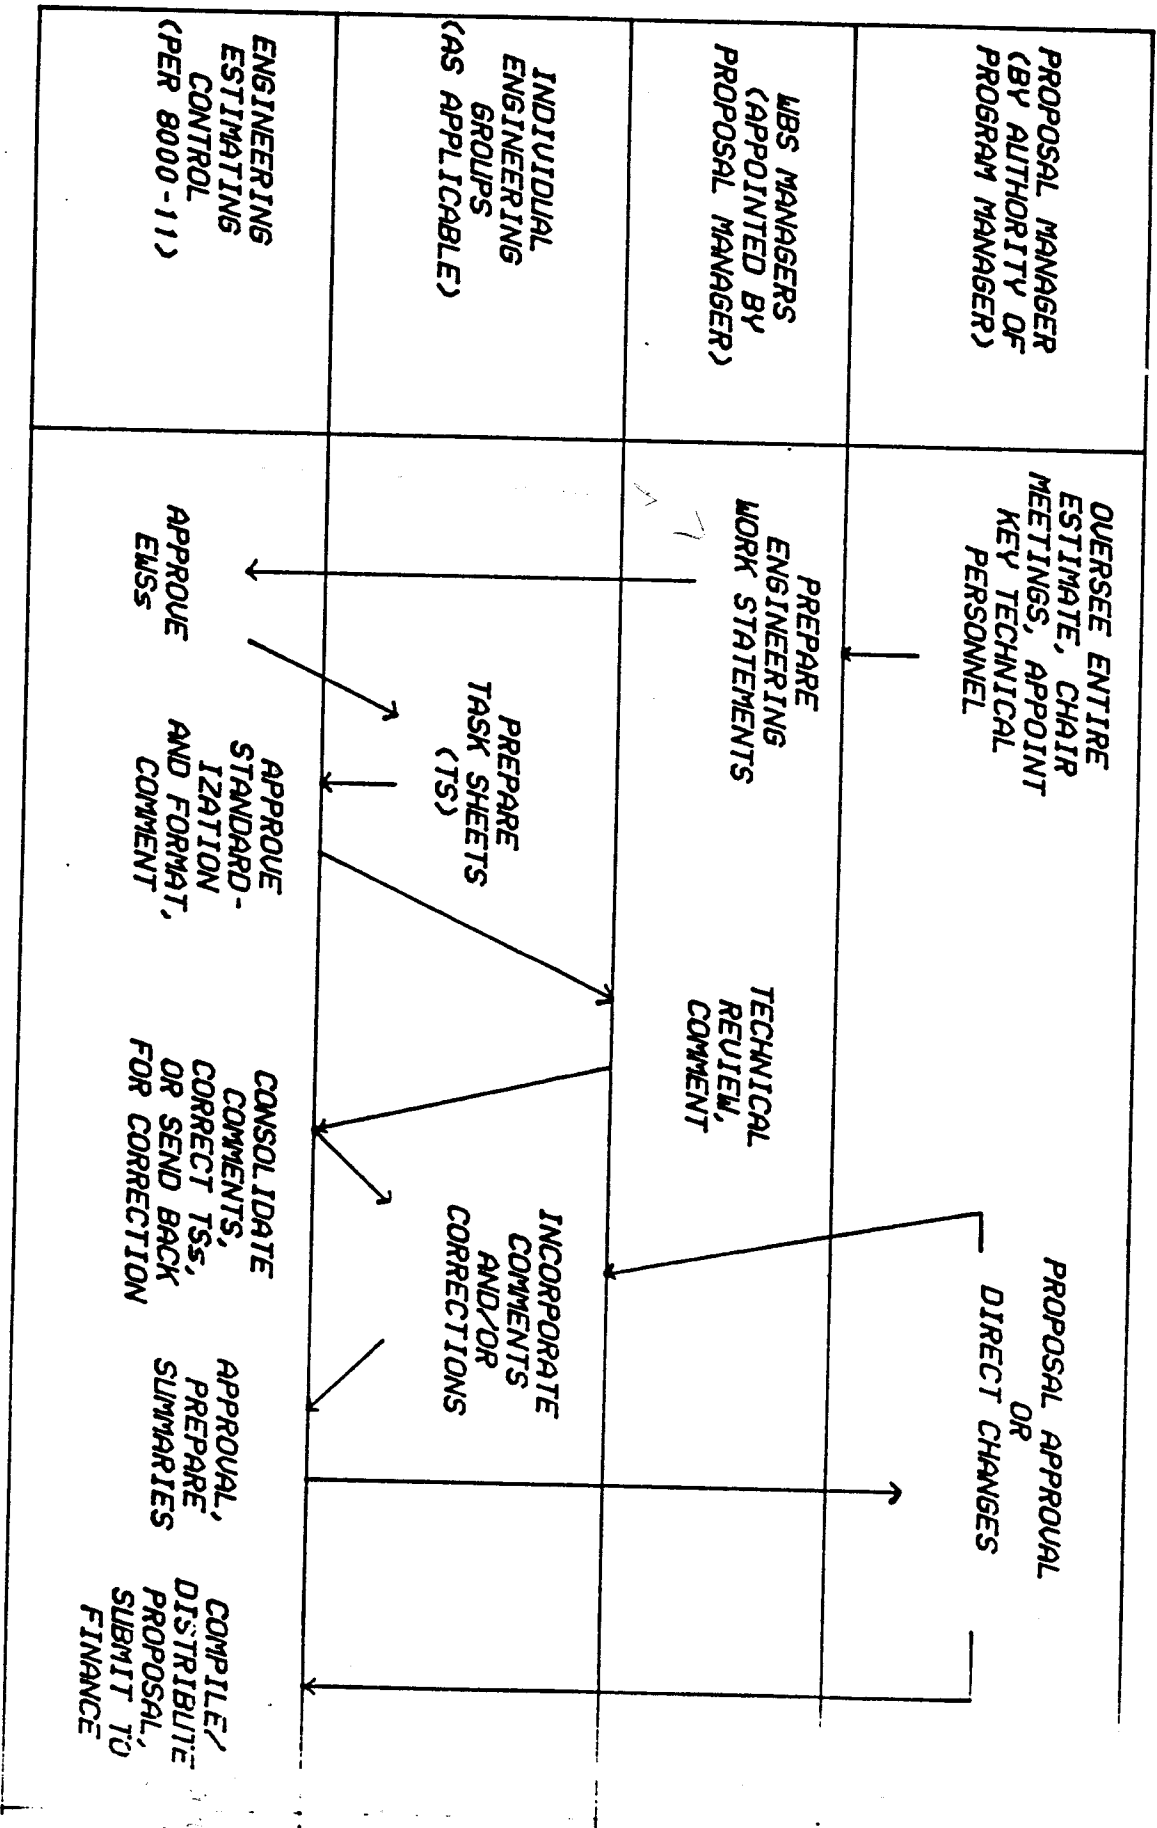 PROPOSAL MANAGER
(BY AUTHORITY OF
PROGRAM MANAGER)
OVERSEE ENTIRE
ESTIMATE, CHAIR
MEETINGS, APPOINT
KEY TECHNICAL
PERSONNEL
PROPOSAL APPROVAL
OR
DIRECT CHANGES
WBS MANAGERS
(APPOINTED BY
PROPOSAL MANAGER)
PREPARE
ENGINEERING
WORK STATEMENTS
TECHNICAL
REVIEW,
COMMENT
INDIVIDUAL
ENGINEERING
GROUPS
(AS APPLICABLE)
PREPARE
TASK SHEETS
(TS)
INCORPORATE
COMMENTS
AND/OR
CORRECTIONS
ENGINEERING
ESTIMATING
CONTROL
(PER 8000-11)
APPROVE
EWSs
APPROVE
STANDARD-
IZATION
AND FORMAT,
COMMENT
CONSOLIDATE
COMMENTS,
CORRECT TSs,
OR SEND BACK
FOR CORRECTION
APPROVAL,
PREPARE
SUMMARIES
COMPILE/
DISTRIBUTE
PROPOSAL,
SUBMIT TO
FINANCE